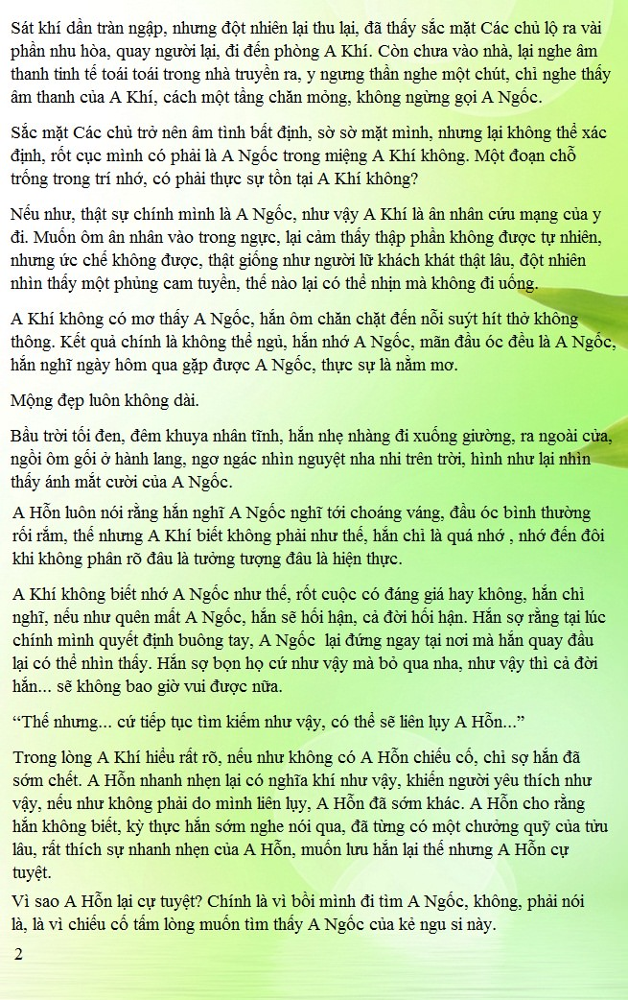 Sát khí dần tràn ngập, nhưng đột nhiên lại thu lại, đã thấy sắc mặt Các chủ lộ ra vài
phần nhu hòa, quay người lại, đi đến phòng A Khí. Còn chưa vào nhà, lại nghe âm
thanh tinh tế toái toái trong nhà truyền ra, y ngưng thần nghe một chút, chỉ nghe thấy
âm thanh của A Khí, cách một tầng chăn mỏng, không ngừng gọi A Ngốc.
Sắc mặt Các chủ trở nên âm tình bất định, sờ sờ mặt mình, nhưng lại không thể xác
định, rốt cục mình có phải là A Ngốc trong miệng A Khí không. Một đoạn chỗ
trống trong trí nhớ, có phải thực sự tồn tại A Khí không?
Nếu như, thật sự chính mình là A Ngốc, như vậy A Khí là ân nhân cứu mạng của y
đi. Muốn ôm ân nhân vào trong ngực, lại cảm thấy thập phần không được tự nhiên,
nhưng ức chế không được, thật giống như người lữ khách khát thật lâu, đột nhiên
nhìn thấy một phủng cam tuyền, thế nào lại có thể nhịn mà không đi uống.
A Khí không có mơ thấy A Ngốc, hắn ôm chăn chặt đến nỗi suýt hít thở không
thông. Kết quả chính là không thể ngủ, hắn nhớ A Ngốc, mãn đầu óc đều là A Ngốc,
hắn nghĩ ngày hôm qua gặp được A Ngốc, thực sự là nằm mơ.
Mộng đẹp luôn không dài.
Bầu trời tối đen, đêm khuya nhân tĩnh, hắn nhẹ nhàng đi xuống giường, ra ngoài cửa,
ngồi ôm gối ở hành lang, ngơ ngác nhìn nguyệt nha nhi trên trời, hình như lại nhìn
thấy ánh mắt cười của A Ngốc.
A Hỗn luôn nói rằng hắn nghĩ A Ngốc nghĩ tới choáng váng, đầu óc bình thường
rối rắm, thế nhưng A Khí biết không phải như thế, hắn chỉ là quá nhớ , nhớ đến đôi
khi không phân rõ đâu là tưởng tượng đâu là hiện thực.
A Khí không biết nhớ A Ngốc như thế, rốt cuộc có đáng giá hay không, hắn chỉ
nghĩ, nếu như quên mất A Ngốc, hắn sẽ hối hận, cả đời hối hận. Hắn sợ rằng tại lúc
chính mình quyết định buông tay, A Ngốc  lại đứng ngay tại nơi mà hắn quay đầu
lại có thể nhìn thấy. Hắn sợ bọn họ cứ như vậy mà bỏ qua nha, như vậy thì cả đời
hắn... sẽ không bao giờ vui được nữa.
“Thế nhưng... cứ tiếp tục tìm kiếm như vậy, có thể sẽ liên lụy A Hỗn...”
Trong lòng A Khí hiểu rất rõ, nếu như không có A Hỗn chiếu cố, chỉ sợ hắn đã
sớm chết. A Hỗn nhanh nhẹn lại có nghĩa khí như vậy, khiến người yêu thích như
vậy, nếu như không phải do mình liên lụy, A Hỗn đã sớm khác. A Hỗn cho rằng
hắn không biết, kỳ thực hắn sớm nghe nói qua, đã từng có một chưởng quỹ của tửu
lâu, rất thích sự nhanh nhẹn của A Hỗn, muốn lưu hắn lại thế nhưng A Hỗn cự
tuyệt.
Vì sao A Hỗn lại cự tuyệt? Chính là vì bồi mình đi tìm A Ngốc, không, phải nói
là, là vì chiếu cố tấm lòng muốn tìm thấy A Ngốc của kẻ ngu si này.
2